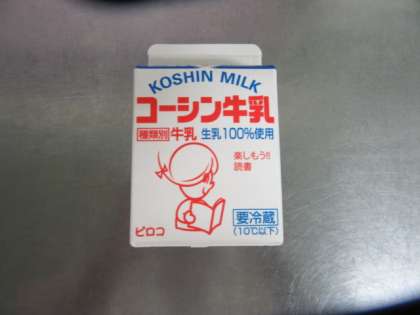 KOSHIN MILK
コーシン牛乳
種類別 牛乳 生乳100%使用
楽しもう!!
読書
要冷蔵
(10℃以下)
ピロコ